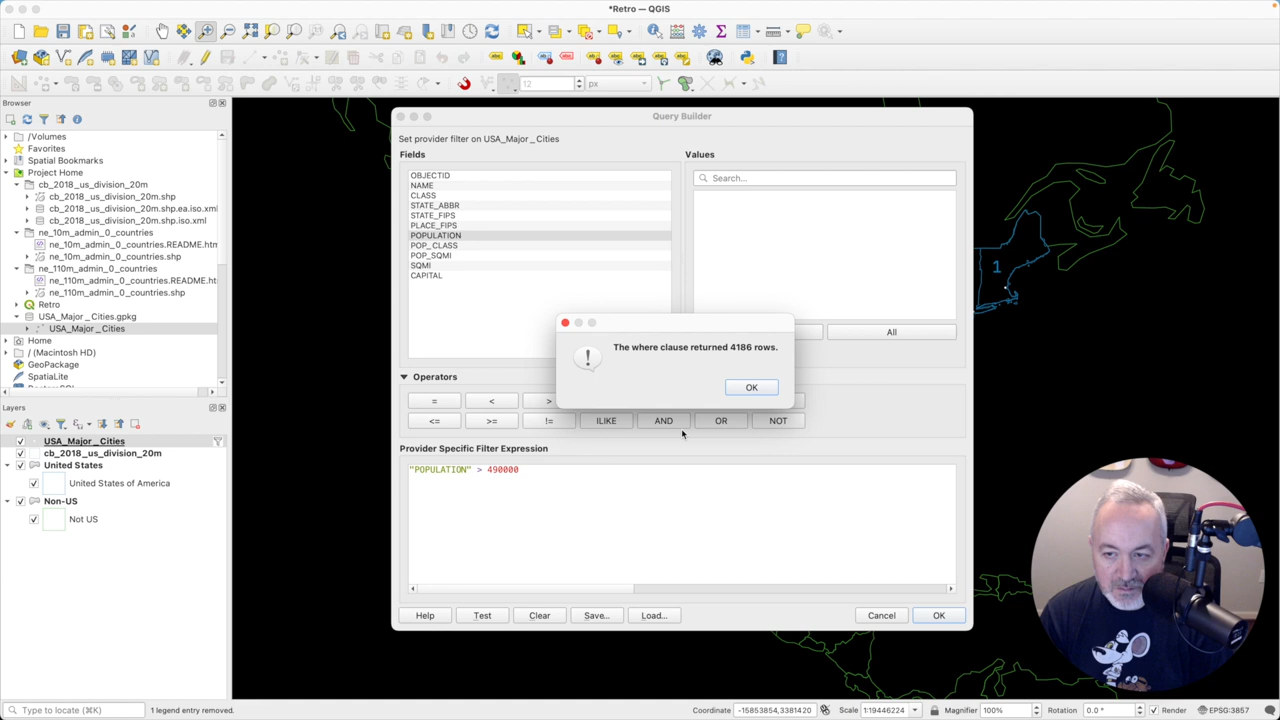 *Retro — QGIS
12
px
Browser
/Volumes
Favorites
Spatial Bookmarks
Project Home
cb_2018_us_division_20m
cb_2018_us_division_20m.shp
cb_2018_us_division_20m.shp.ea.iso.xml
cb_2018_us_division_20m.shp.iso.xml
ne_10m_admin_0_countries
ne_10m_admin_0_countries.README.htm
ne_10m_admin_0_countries.shp
ne_110m_admin_0_countries
ne_110m_admin_0_countries.README.ht
ne_110m_admin_0_countries.shp
Retro
USA_Major_Cities.gpkg
USA_Major_Cities
Home
/ (Macintosh HD)
GeoPackage
SpatiaLite
Layers
USA_Major_Cities
cb_2018_us_division_20m
United States
United States of America
Non-US
Not US
Query Builder
Set provider filter on USA_Major_Cities
Fields
OBJECTID
NAME
CLASS
STATE_ABBR
STATE_FIPS
PLACE_FIPS
POPULATION
POP_CLASS
POP_SQMI
SQMI
CAPITAL
Values
Search...
All
The where clause returned 4186 rows.
OK
Operators
= < >
<= >= != ILIKE AND OR NOT
Provider Specific Filter Expression
"POPULATION" > 490000
Help Test Clear Save... Load... Cancel OK
1
Type to locate (⌘K) 1 legend entry removed. Coordinate -15853854,3381420 Scale 1:19446224 Magnifier 100% Rotation 0.0 ° Render EPSG:3857